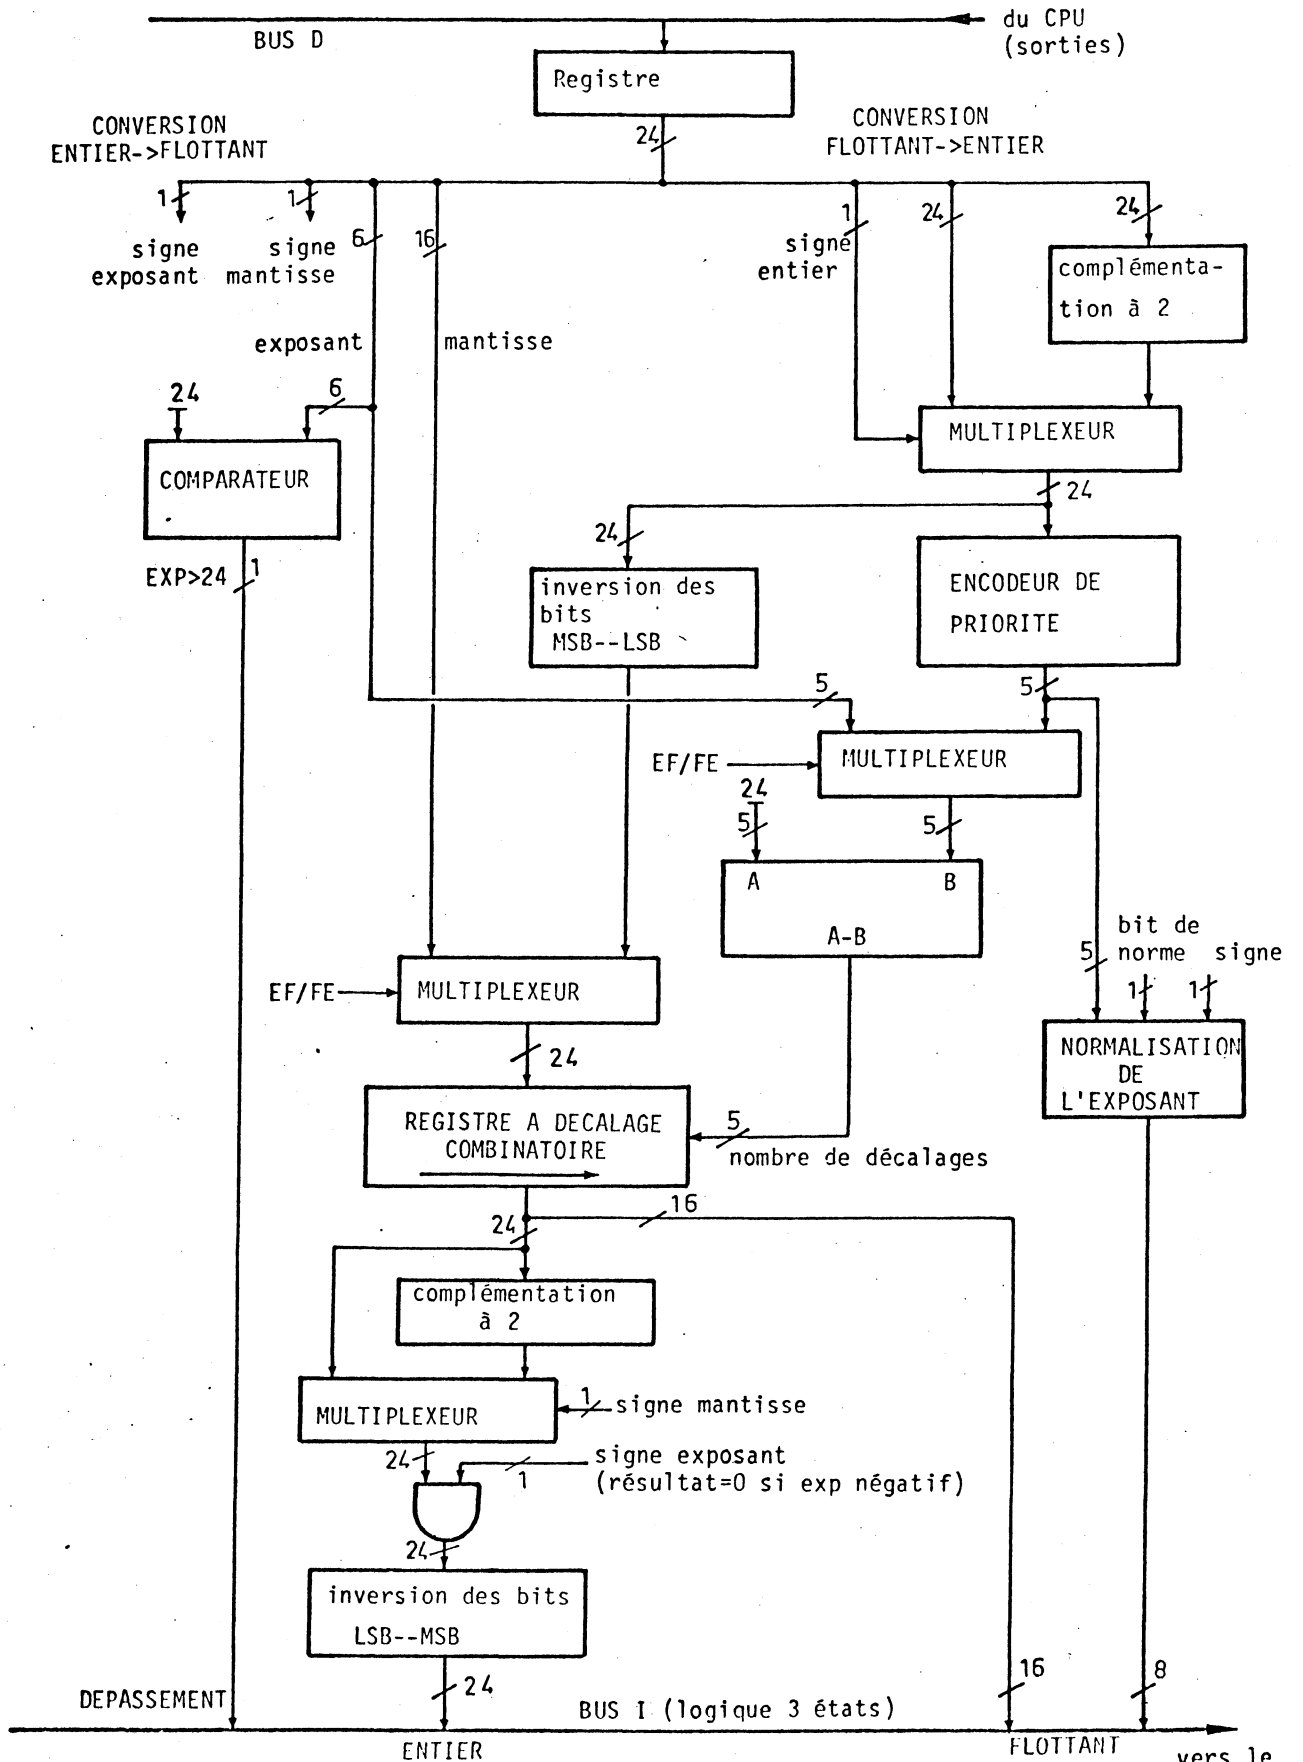 du CPU
(sorties)
BUS D
Registre
24
CONVERSION
ENTIER->FLOTTANT
CONVERSION
FLOTTANT->ENTIER
1
1
6
16
1
24
24
signe
exposant
signe
mantisse
signe
entier
complémenta-
tion à 2
exposant
mantisse
24
6
MULTIPLEXEUR
COMPARATEUR
24
24
EXP>24
1
inversion des
bits
MSB--LSB
ENCODEUR DE
PRIORITE
5
5
EF/FE
MULTIPLEXEUR
24
5
5
A
B
A-B
bit de
norme
signe
5
1
1
EF/FE
MULTIPLEXEUR
24
NORMALISATION
DE
L'EXPOSANT
REGISTRE A DECALAGE
COMBINATOIRE
5
nombre de décalages
16
24
complémentation
à 2
MULTIPLEXEUR
1
signe mantisse
24
1
signe exposant
(résultat=0 si exp négatif)
24
inversion des bits
LSB--MSB
24
16
8
DEPASSEMENT
BUS I (logique 3 états)
ENTIER
FLOTTANT
vers le